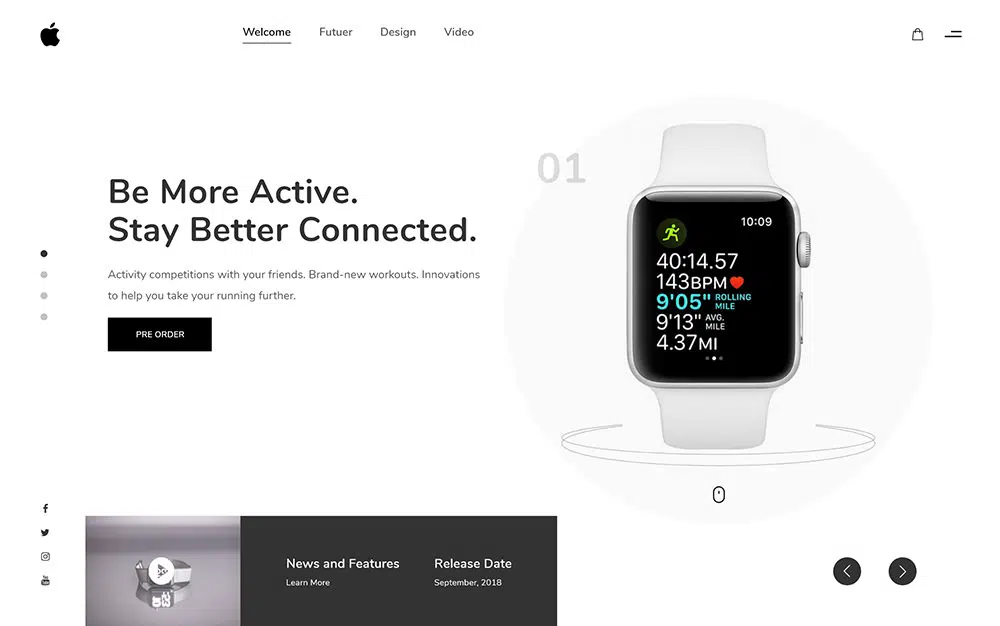 Welcome Futuer Design Video
01
Be More Active.
Stay Better Connected.
Activity competitions with your friends. Brand-new workouts. Innovations
to help you take your running further.
PRE ORDER
10:09
40:14.57
143BPM
9'05" ROLLING
MILE
9'13" AVG.
MILE
4.37MI
News and Features
Learn More
Release Date
September, 2018